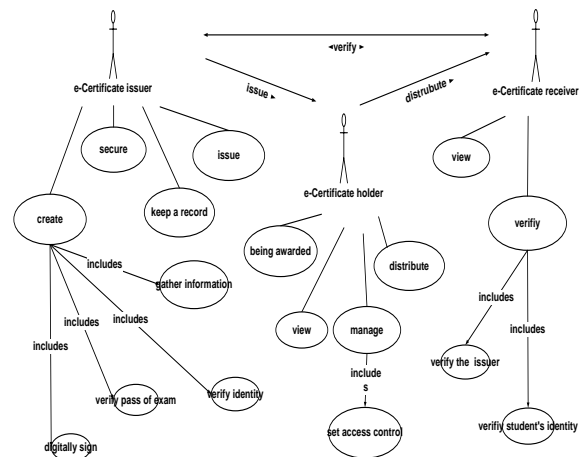 ◄verify ►
e-Certificate issuer
issue ►
distrubute ►
e-Certificate receiver
secure
issue
view
e-Certificate holder
create
keep a record
verifiy
being awarded
distribute
includes
gather information
includes
includes
includes
view
manage
includes
includes
include
s
verify the issuer
verify pass of exam
verify identity
set access control
verifiy student's identity
digitally sign